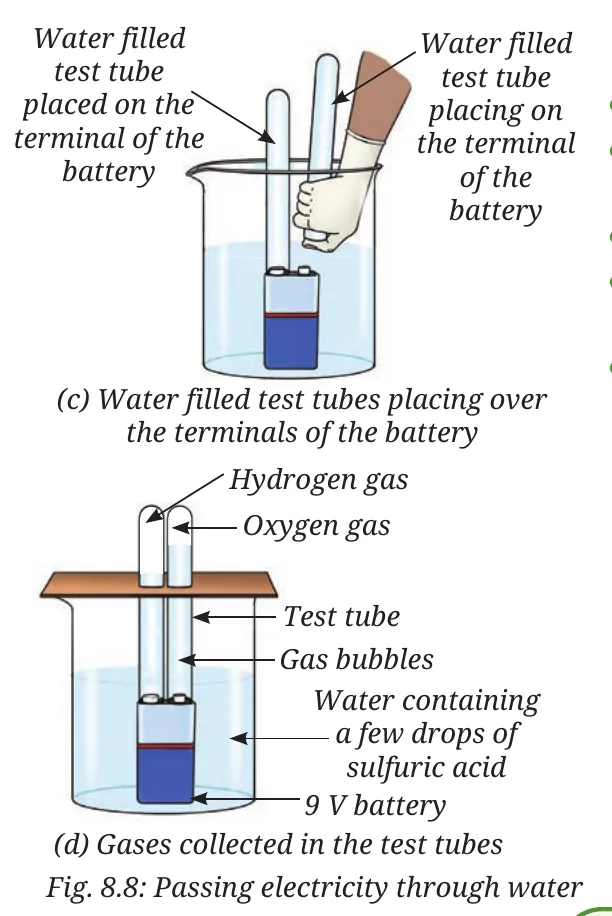 Water filled
test tube
placed on the
terminal of the
battery
Water filled
test tube
placing on
the terminal
of the
battery
(c) Water filled test tubes placing over
the terminals of the battery
Hydrogen gas
Oxygen gas
Test tube
Gas bubbles
Water containing
a few drops of
sulfuric acid
9 V battery
(d) Gases collected in the test tubes
Fig. 8.8: Passing electricity through water